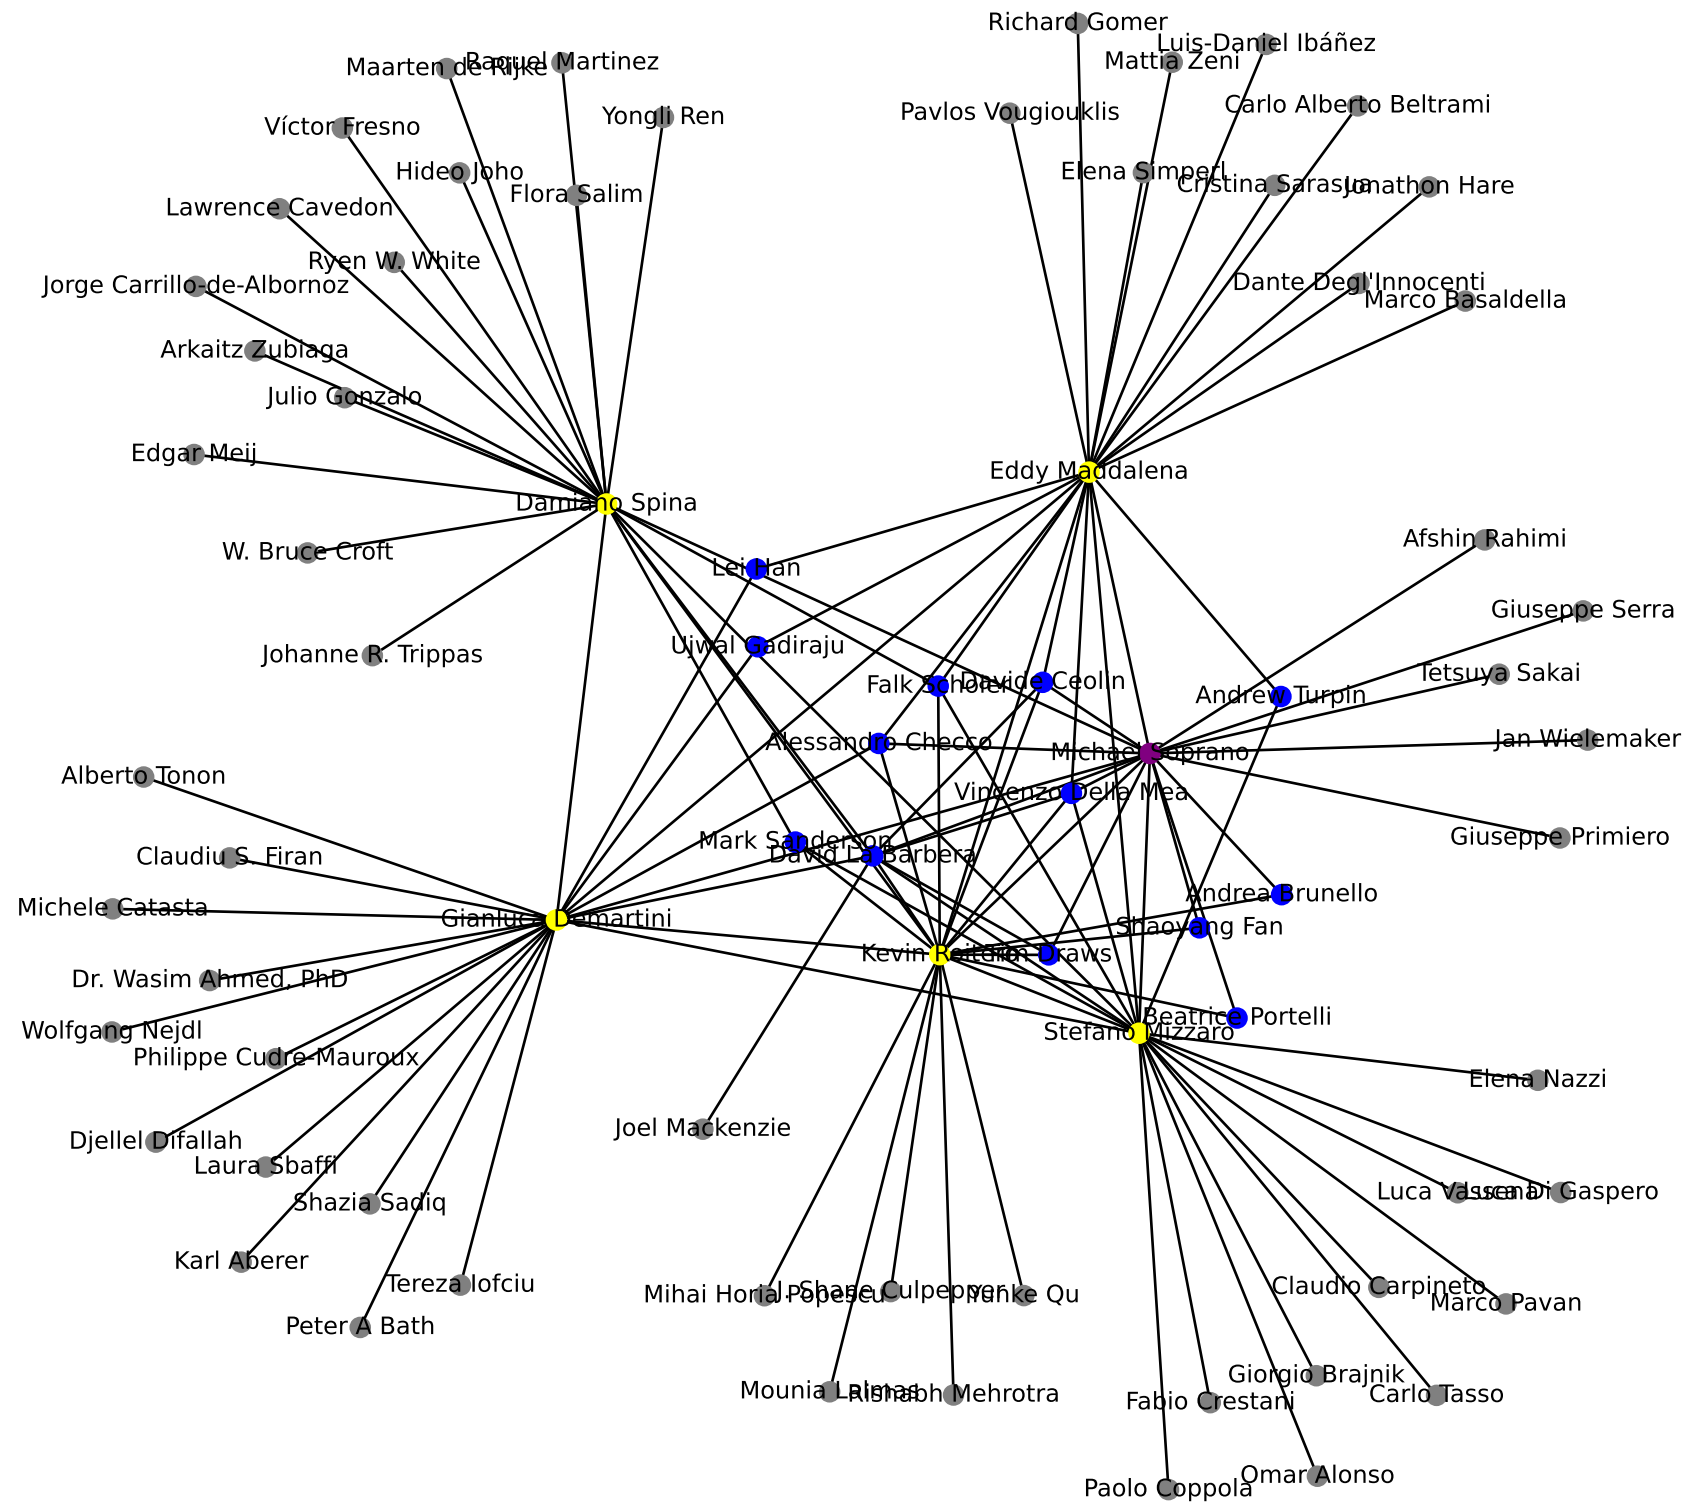 Richard Gomer
Luis-Daniel Ibáñez
Mattia Zeni
Maarten de Rijke
Raquel Martinez
Carlo Alberto Beltrami
Pavlos Vougiouklis
Yongli Ren
Víctor Fresno
Hideo Joho
Elena Simperl
Cristina Sarasua
Jonathon Hare
Flora Salim
Lawrence Cavedon
Ryen W. White
Jorge Carrillo-de-Albornoz
Dante Degl'Innocenti
Marco Basaldella
Arkaitz Zubiaga
Julio Gonzalo
Edgar Meij
Eddy Maddalena
Damiano Spina
Afshin Rahimi
W. Bruce Croft
Lei Han
Giuseppe Serra
Ujwal Gadiraju
Johanne R. Trippas
Tetsuya Sakai
Falk Scholer
Davide Ceolin
Andrew Turpin
Jan Wielemaker
Alessandro Checco
Michael Soprano
Alberto Tonon
Vincenzo Della Mea
Giuseppe Primiero
Mark Sanderson
David La Barbera
Claudiu S. Firan
Andrea Brunello
Michele Catasta
Gianluca Demartini
Shaoyang Fan
Kevin Roitero
Tim Draws
Dr. Wasim Ahmed, PhD
Beatrice Portelli
Wolfgang Nejdl
Stefano Mizzaro
Philippe Cudre-Mauroux
Elena Nazzi
Joel Mackenzie
Djellel Difallah
Laura Sbaffi
Luca Vassena
Luca Di Gaspero
Shazia Sadiq
Karl Aberer
Tereza Iofciu
Mihai Horia Popescu
J. Shane Culpepper
Yunke Qu
Claudio Carpineto
Marco Pavan
Peter A Bath
Giorgio Brajnik
Mounia Lalmas
Rishabh Mehrotra
Carlo Tasso
Fabio Crestani
Omar Alonso
Paolo Coppola